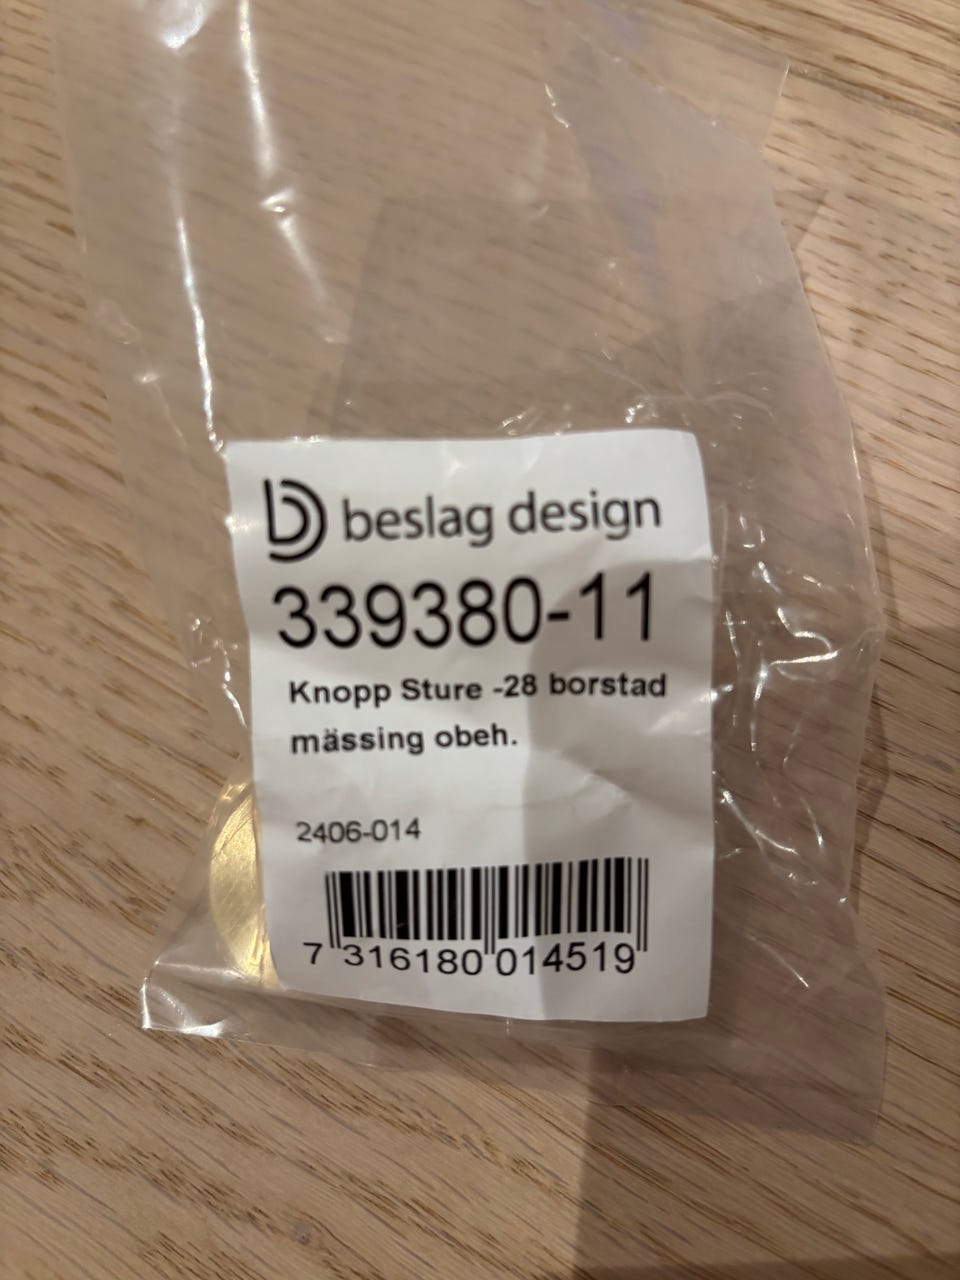 beslag design
339380-11
Knopp Sture -28 borstad
mässing obeh.
2406-014
7 316180 014519